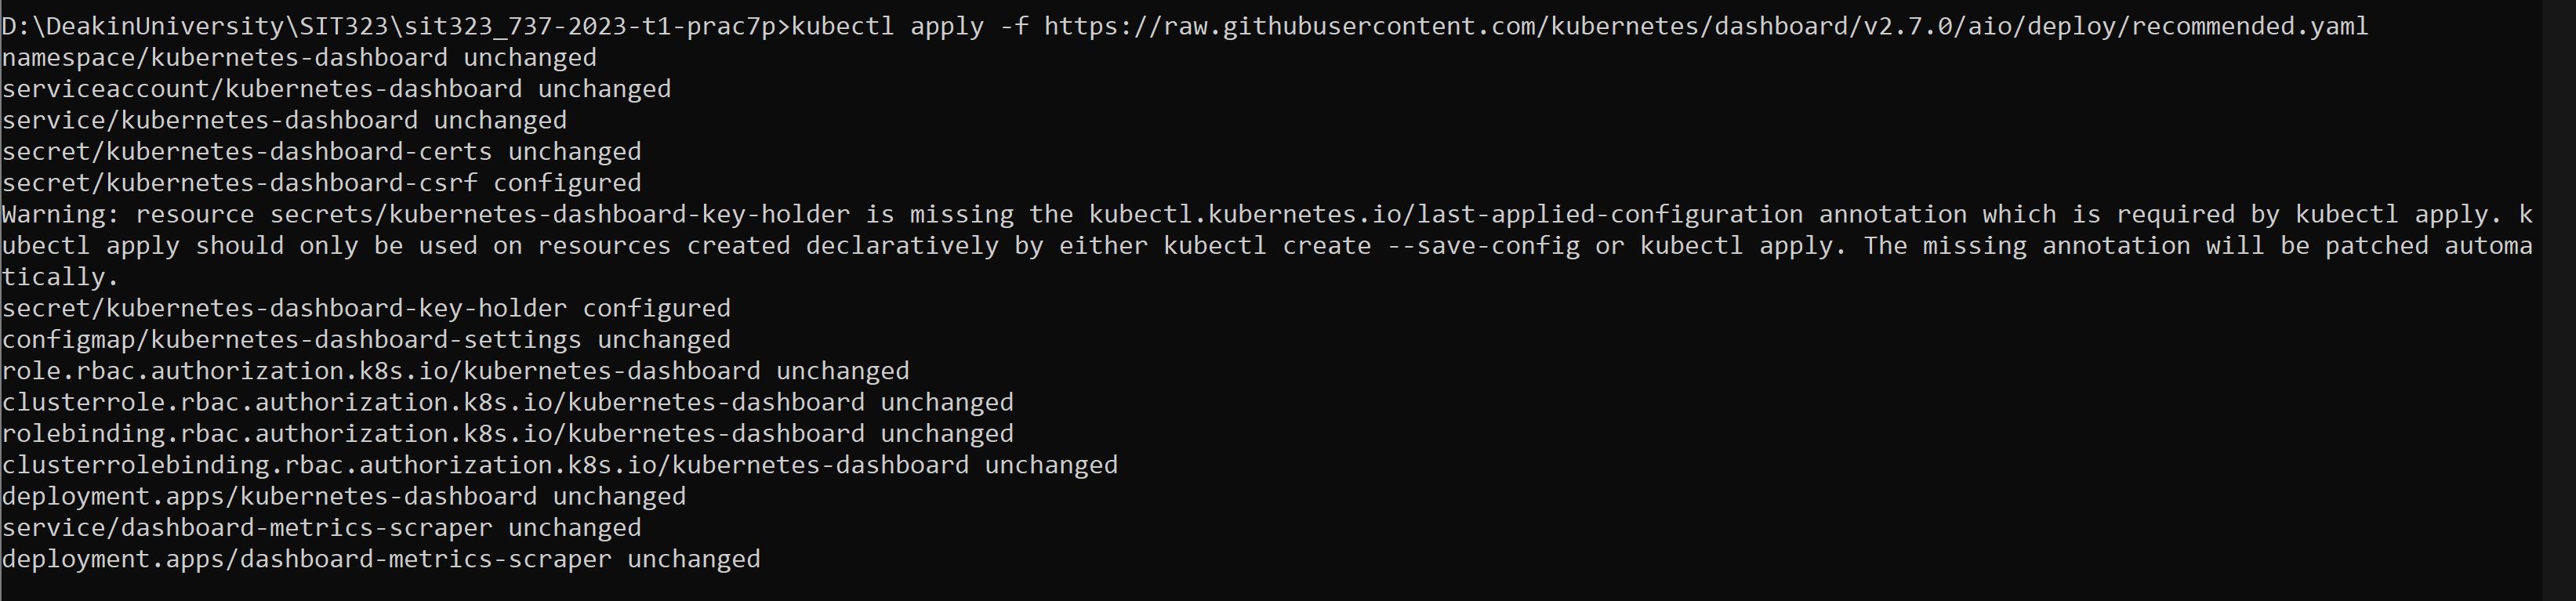 D:\DeakinUniversity\SIT323\sit323_737-2023-t1-prac7p>kubectl apply -f https://raw.githubusercontent.com/kubernetes/dashboard/v2.7.0/aio/deploy/recommended.yaml
namespace/kubernetes-dashboard unchanged
serviceaccount/kubernetes-dashboard unchanged
service/kubernetes-dashboard unchanged
secret/kubernetes-dashboard-certs unchanged
secret/kubernetes-dashboard-csrf configured
Warning: resource secrets/kubernetes-dashboard-key-holder is missing the kubectl.kubernetes.io/last-applied-configuration annotation which is required by kubectl apply. k
ubectl apply should only be used on resources created declaratively by either kubectl create --save-config or kubectl apply. The missing annotation will be patched automa
tically.
secret/kubernetes-dashboard-key-holder configured
configmap/kubernetes-dashboard-settings unchanged
role.rbac.authorization.k8s.io/kubernetes-dashboard unchanged
clusterrole.rbac.authorization.k8s.io/kubernetes-dashboard unchanged
rolebinding.rbac.authorization.k8s.io/kubernetes-dashboard unchanged
clusterrolebinding.rbac.authorization.k8s.io/kubernetes-dashboard unchanged
deployment.apps/kubernetes-dashboard unchanged
service/dashboard-metrics-scraper unchanged
deployment.apps/dashboard-metrics-scraper unchanged